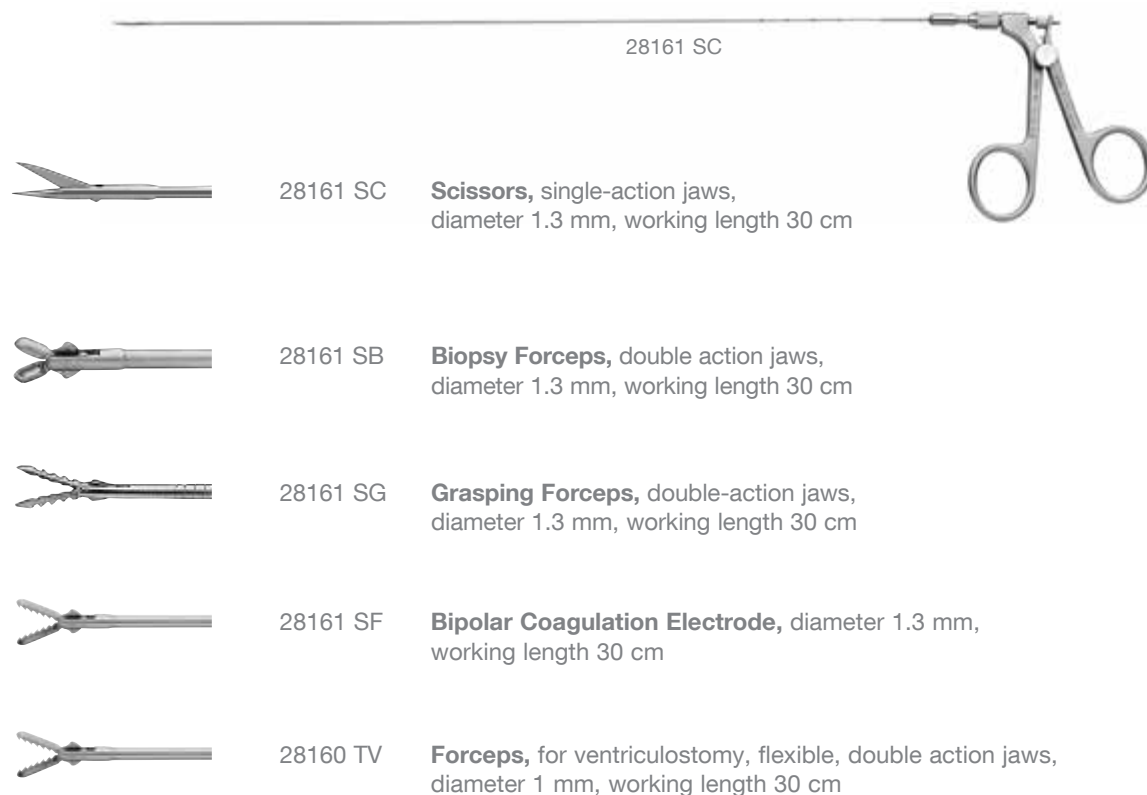 28161 SC
28161 SC Scissors, single-action jaws,
diameter 1.3 mm, working length 30 cm
28161 SB Biopsy Forceps, double action jaws,
diameter 1.3 mm, working length 30 cm
28161 SG Grasping Forceps, double-action jaws,
diameter 1.3 mm, working length 30 cm
28161 SF Bipolar Coagulation Electrode, diameter 1.3 mm,
working length 30 cm
28160 TV Forceps, for ventriculostomy, flexible, double action jaws,
diameter 1 mm, working length 30 cm